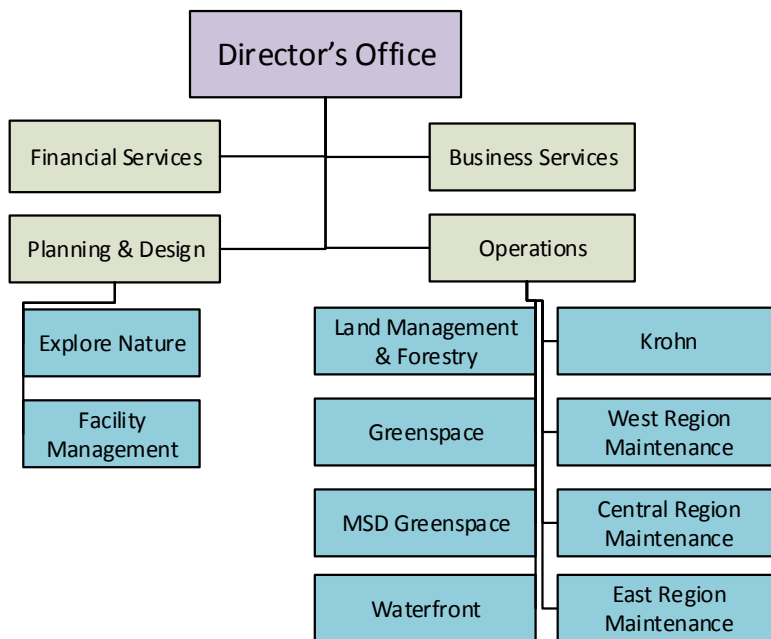 Director's Office
Financial Services
Business Services
Planning & Design
Operations
Explore Nature
Facility
Management
Land Management
& Forestry
Krohn
Greenspace
West Region
Maintenance
MSD Greenspace
Central Region
Maintenance
Waterfront
East Region
Maintenance